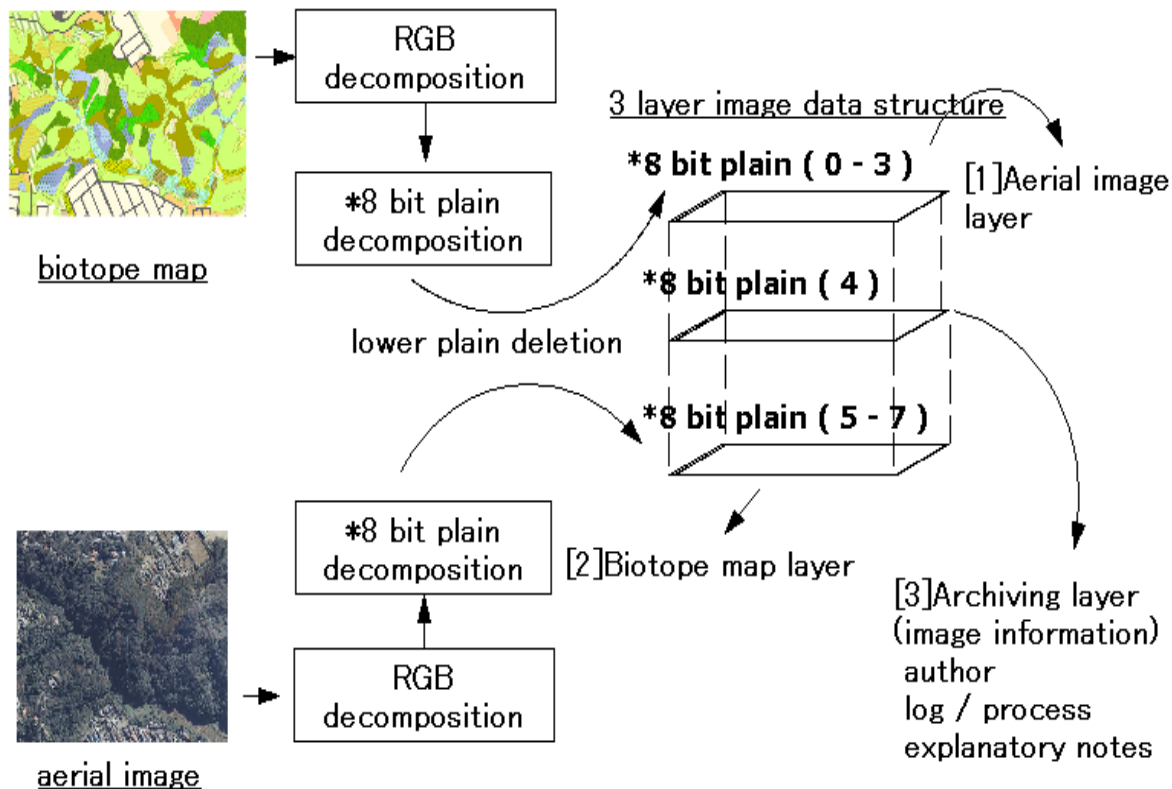 RGB
decomposition
3 layer image data structure
*8 bit plain ( 0 - 3 )
[1]Aerial image
layer
*8 bit plain
decomposition
biotope map
*8 bit plain ( 4 )
lower plain deletion
*8 bit plain ( 5 - 7 )
*8 bit plain
decomposition
[2]Biotope map layer
[3]Archiving layer
(image information)
author
log / process
explanatory notes
RGB
decomposition
aerial image